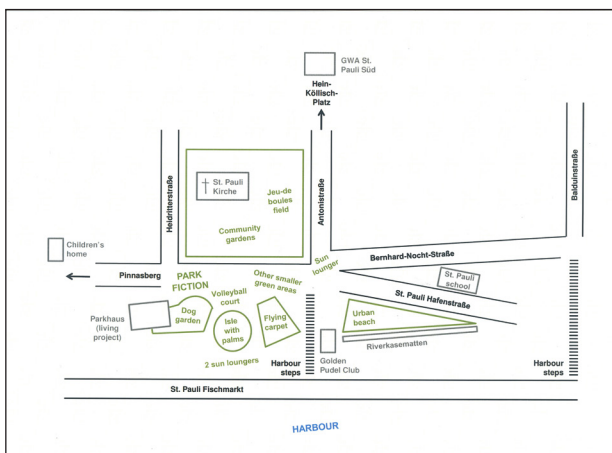 GWA St.
Pauli Süd
Hein-
Köllisch-
Platz
Heidritterstraße
St. Pauli
Kirche
Jeu-de
boules
field
Community
gardens
Antonistraße
Balduinstraße
Children's
home
Pinnasberg
PARK
FICTION
Other smaller
green areas
Sun
lounger
Bernhard-Nocht-Straße
St. Pauli
school
St. Pauli Hafenstraße
Volleyball
court
Parkhaus
(living
project)
Dog
garden
Isle
with
palms
Flying
carpet
Urban
beach
Riverkasematten
2 sun loungers
Harbour
steps
Golden
Pudel Club
Harbour
steps
St. Pauli Fischmarkt
HARBOUR